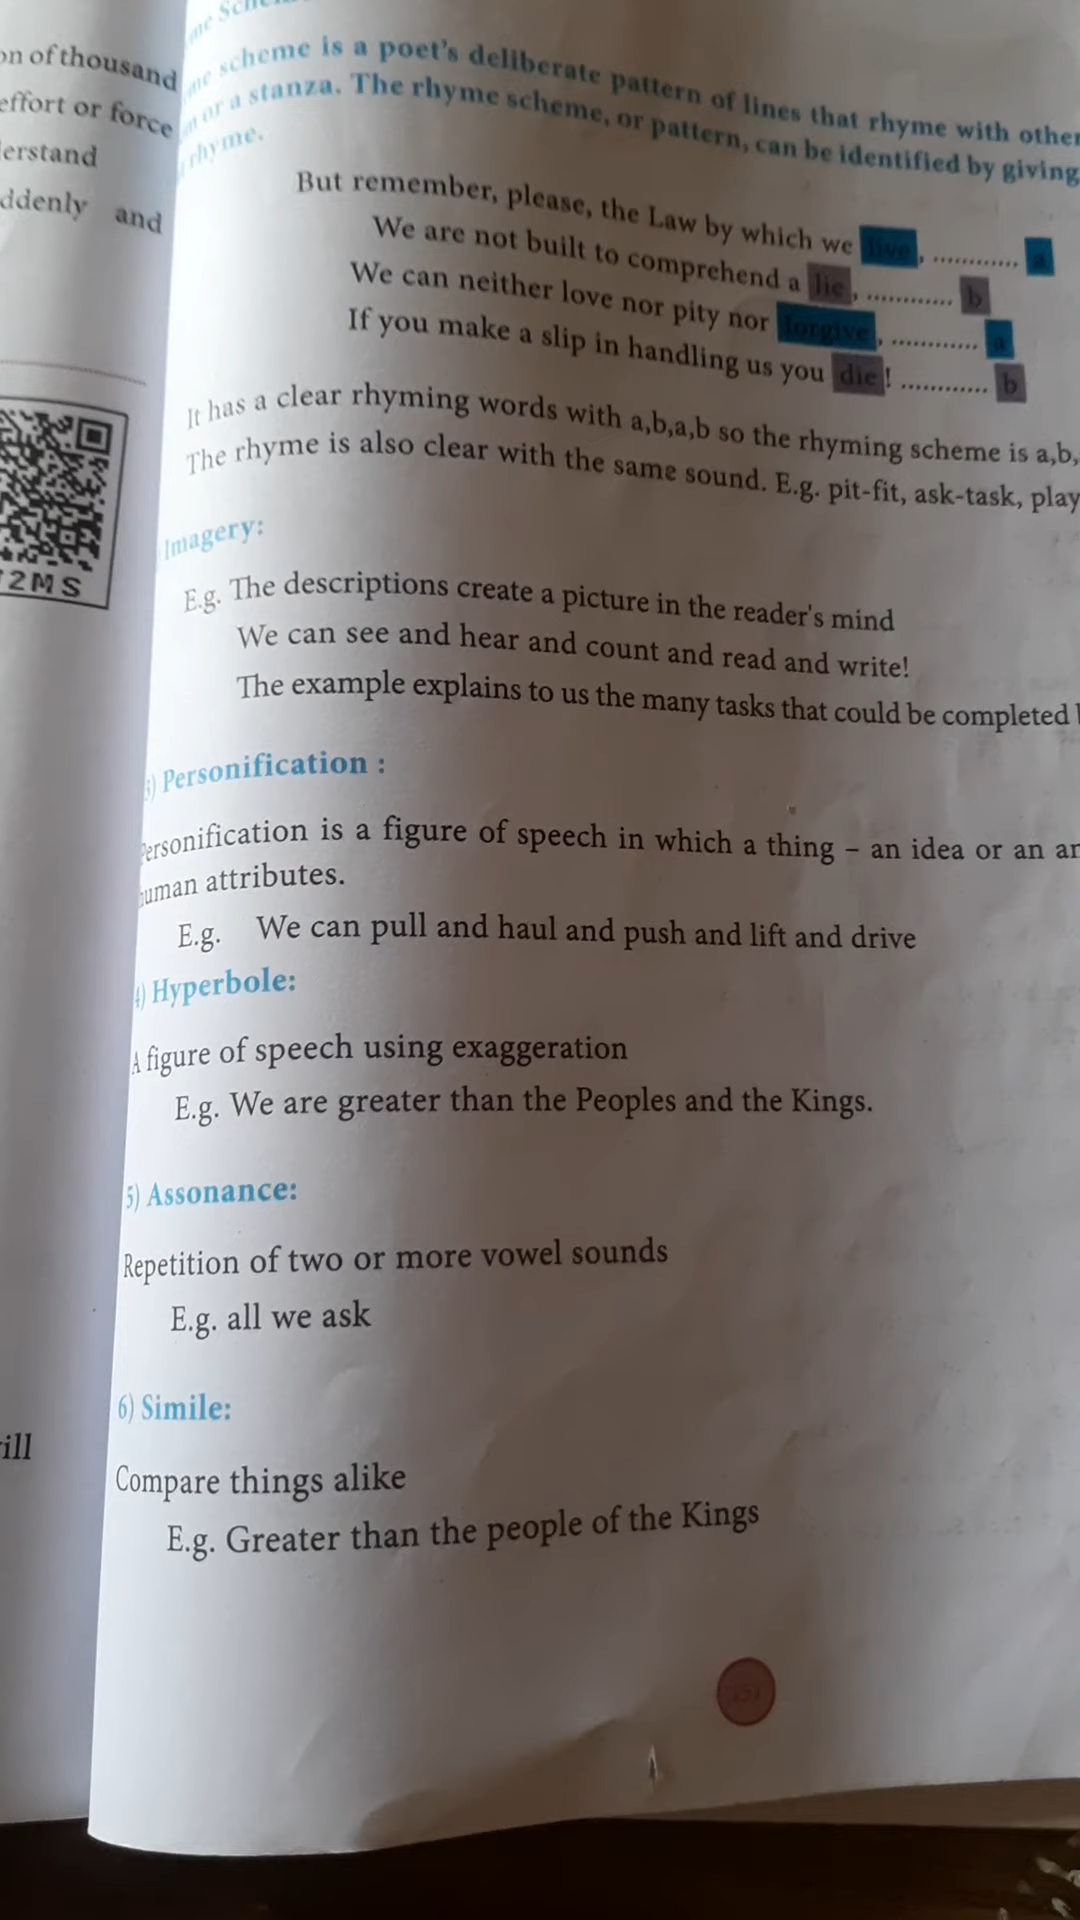 on of thousand
effort or force
erstand
ddenly and
2MS
ill
me Scheme
me scheme is a poet's deliberate pattern of lines that rhyme with other
or a stanza. The rhyme scheme, or pattern, can be identified by giving
rhyme.
But remember, please, the Law by which we live, ............ a
We are not built to comprehend a lie, ............ b
We can neither love nor pity nor forgive, ............ a
If you make a slip in handling us you die! ............ b
It has a clear rhyming words with a,b,a,b so the rhyming scheme is a,b,
The rhyme is also clear with the same sound. E.g. pit-fit, ask-task, play
Imagery:
E.g. The descriptions create a picture in the reader's mind
We can see and hear and count and read and write!
The example explains to us the many tasks that could be completed
3) Personification :
Personification is a figure of speech in which a thing – an idea or an an
human attributes.
E.g. We can pull and haul and push and lift and drive
4) Hyperbole:
A figure of speech using exaggeration
E.g. We are greater than the Peoples and the Kings.
5) Assonance:
Repetition of two or more vowel sounds
E.g. all we ask
6) Simile:
Compare things alike
E.g. Greater than the people of the Kings